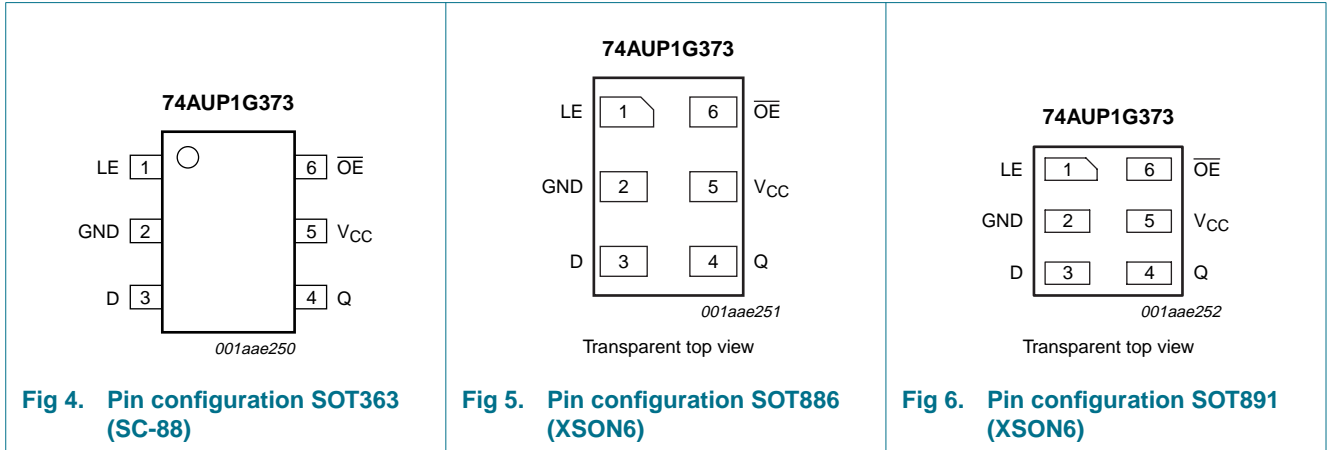 74AUP1G373
LE 1 6 O̅E̅
GND 2 5 VCC
D 3 4 Q
001aae250
Fig 4. Pin configuration SOT363
(SC-88)
74AUP1G373
LE 1 6 O̅E̅
GND 2 5 VCC
D 3 4 Q
001aae251
Transparent top view
Fig 5. Pin configuration SOT886
(XSON6)
74AUP1G373
LE 1 6 O̅E̅
GND 2 5 VCC
D 3 4 Q
001aae252
Transparent top view
Fig 6. Pin configuration SOT891
(XSON6)